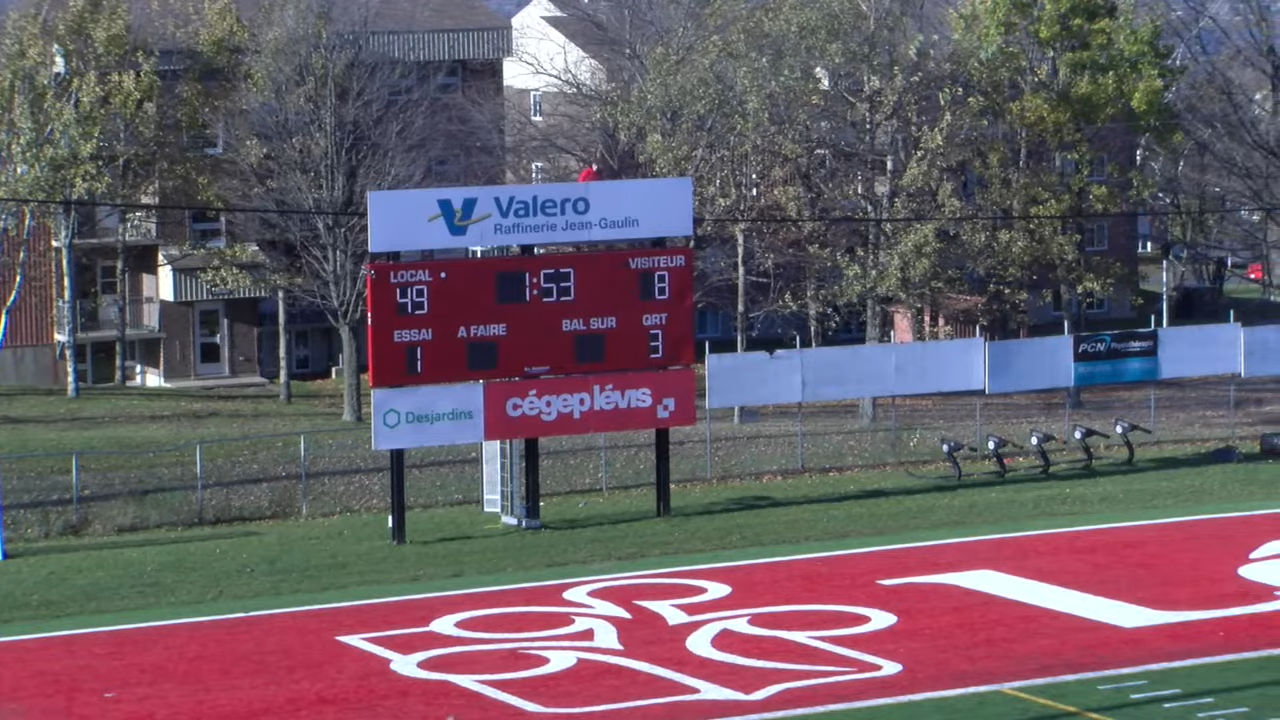 Valero
Raffinerie Jean-Gaulin
LOCAL
49
1:53
VISITEUR
8
ESSAI
1
A FAIRE
BAL SUR
QRT
3
Desjardins
cégep lévis
PCN Physiothérapie
L